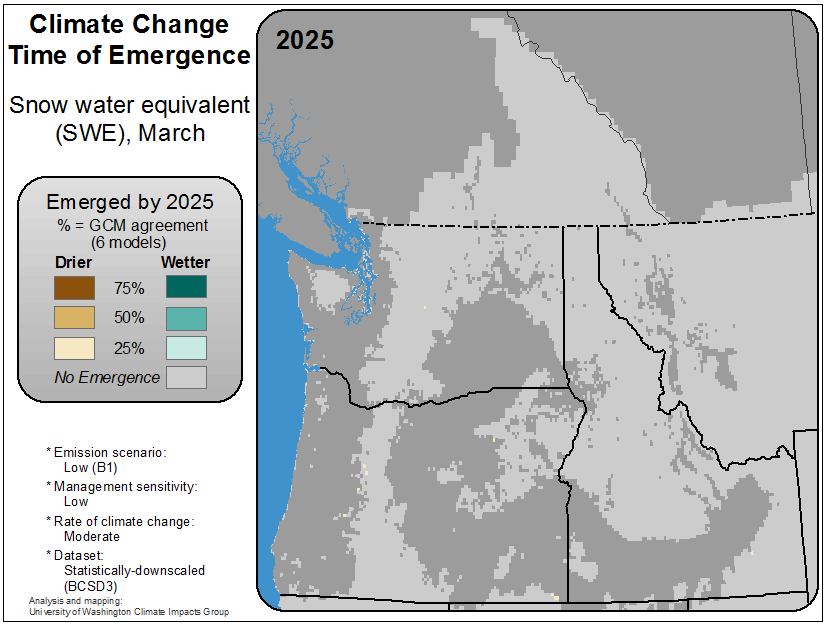 Climate Change
Time of Emergence
Snow water equivalent
(SWE), March
2025
Emerged by 2025
% = GCM agreement
(6 models)
Drier Wetter
75%
50%
25%
No Emergence
* Emission scenario:
Low (B1)
* Management sensitivity:
Low
* Rate of climate change:
Moderate
* Dataset:
Statistically-downscaled
(BCSD3)
Analysis and mapping:
University of Washington Climate Impacts Group